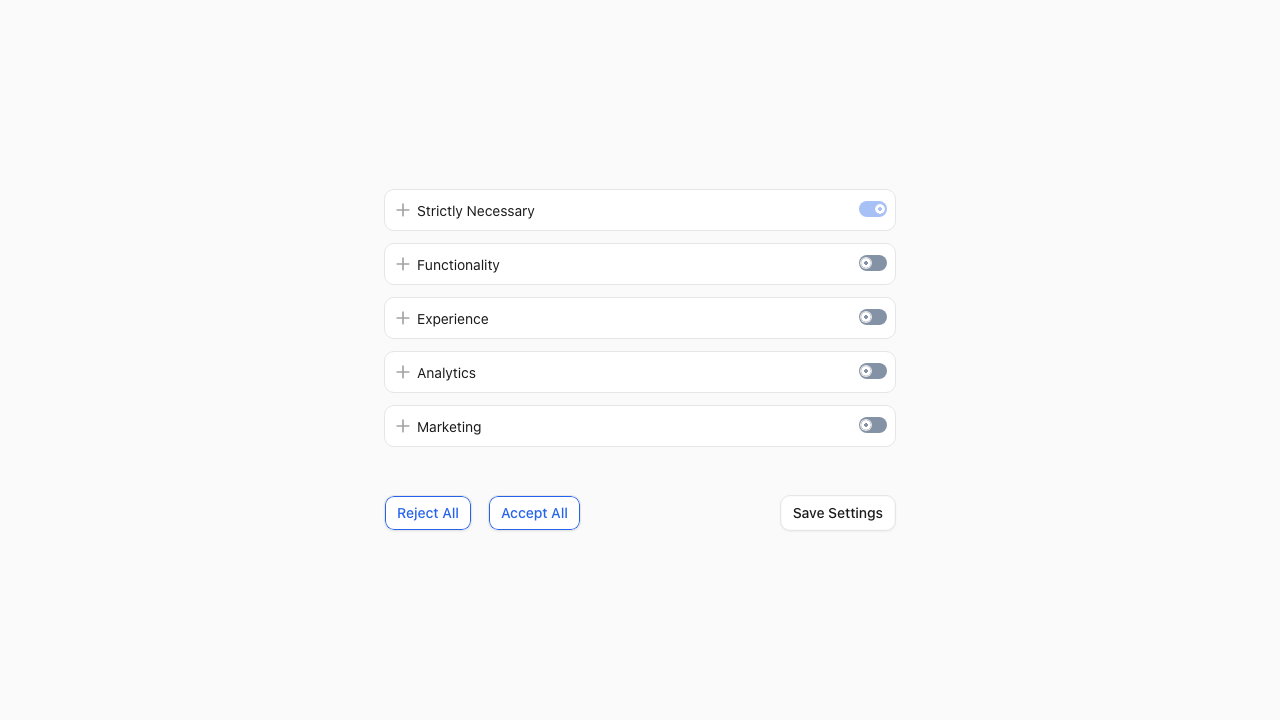 Strictly Necessary
Functionality
Experience
Analytics
Marketing
Reject All Accept All Save Settings